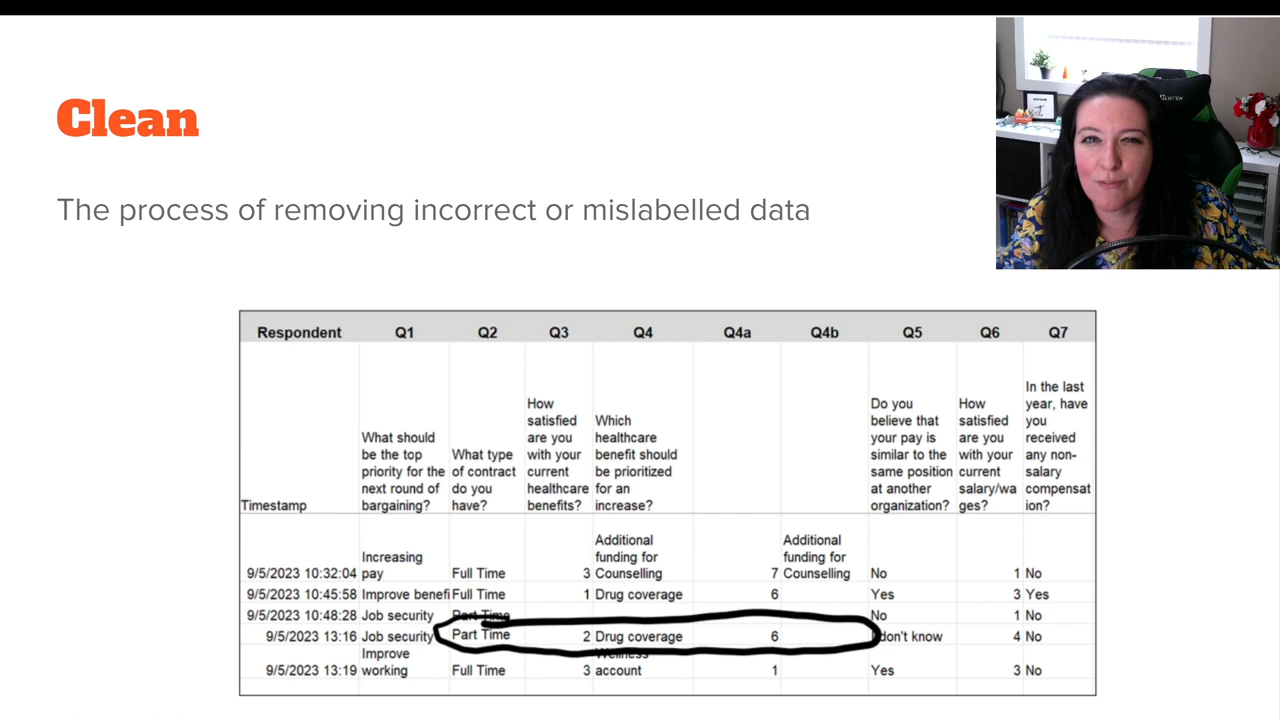 Clean
The process of removing incorrect or mislabelled data
Respondent Q1 Q2 Q3 Q4 Q4a Q4b Q5 Q6 Q7
In the last
How Do you How year, have
satisfied Which believe that satisfied you
What should are you healthcare your pay is are you received
be the top What type with your benefit should similar to the with your any non-
priority for the of contract current be prioritized same position current salary
next round of do you healthcare for an at another salary/wa compensat
Timestamp bargaining? have? benefits? increase? organization? ges? ion?
Additional Additional
Increasing funding for funding for
9/5/2023 10:32:04 pay Full Time 3 Counselling 7 Counselling No 1 No
9/5/2023 10:45:58 Improve benefi Full Time 1 Drug coverage 6 Yes 3 Yes
9/5/2023 10:48:28 Job security Part Time No 1 No
9/5/2023 13:16 Job security Part Time 2 Drug coverage 6 don't know 4 No
Improve Wellness
9/5/2023 13:19 working Full Time 3 account 1 Yes 3 No